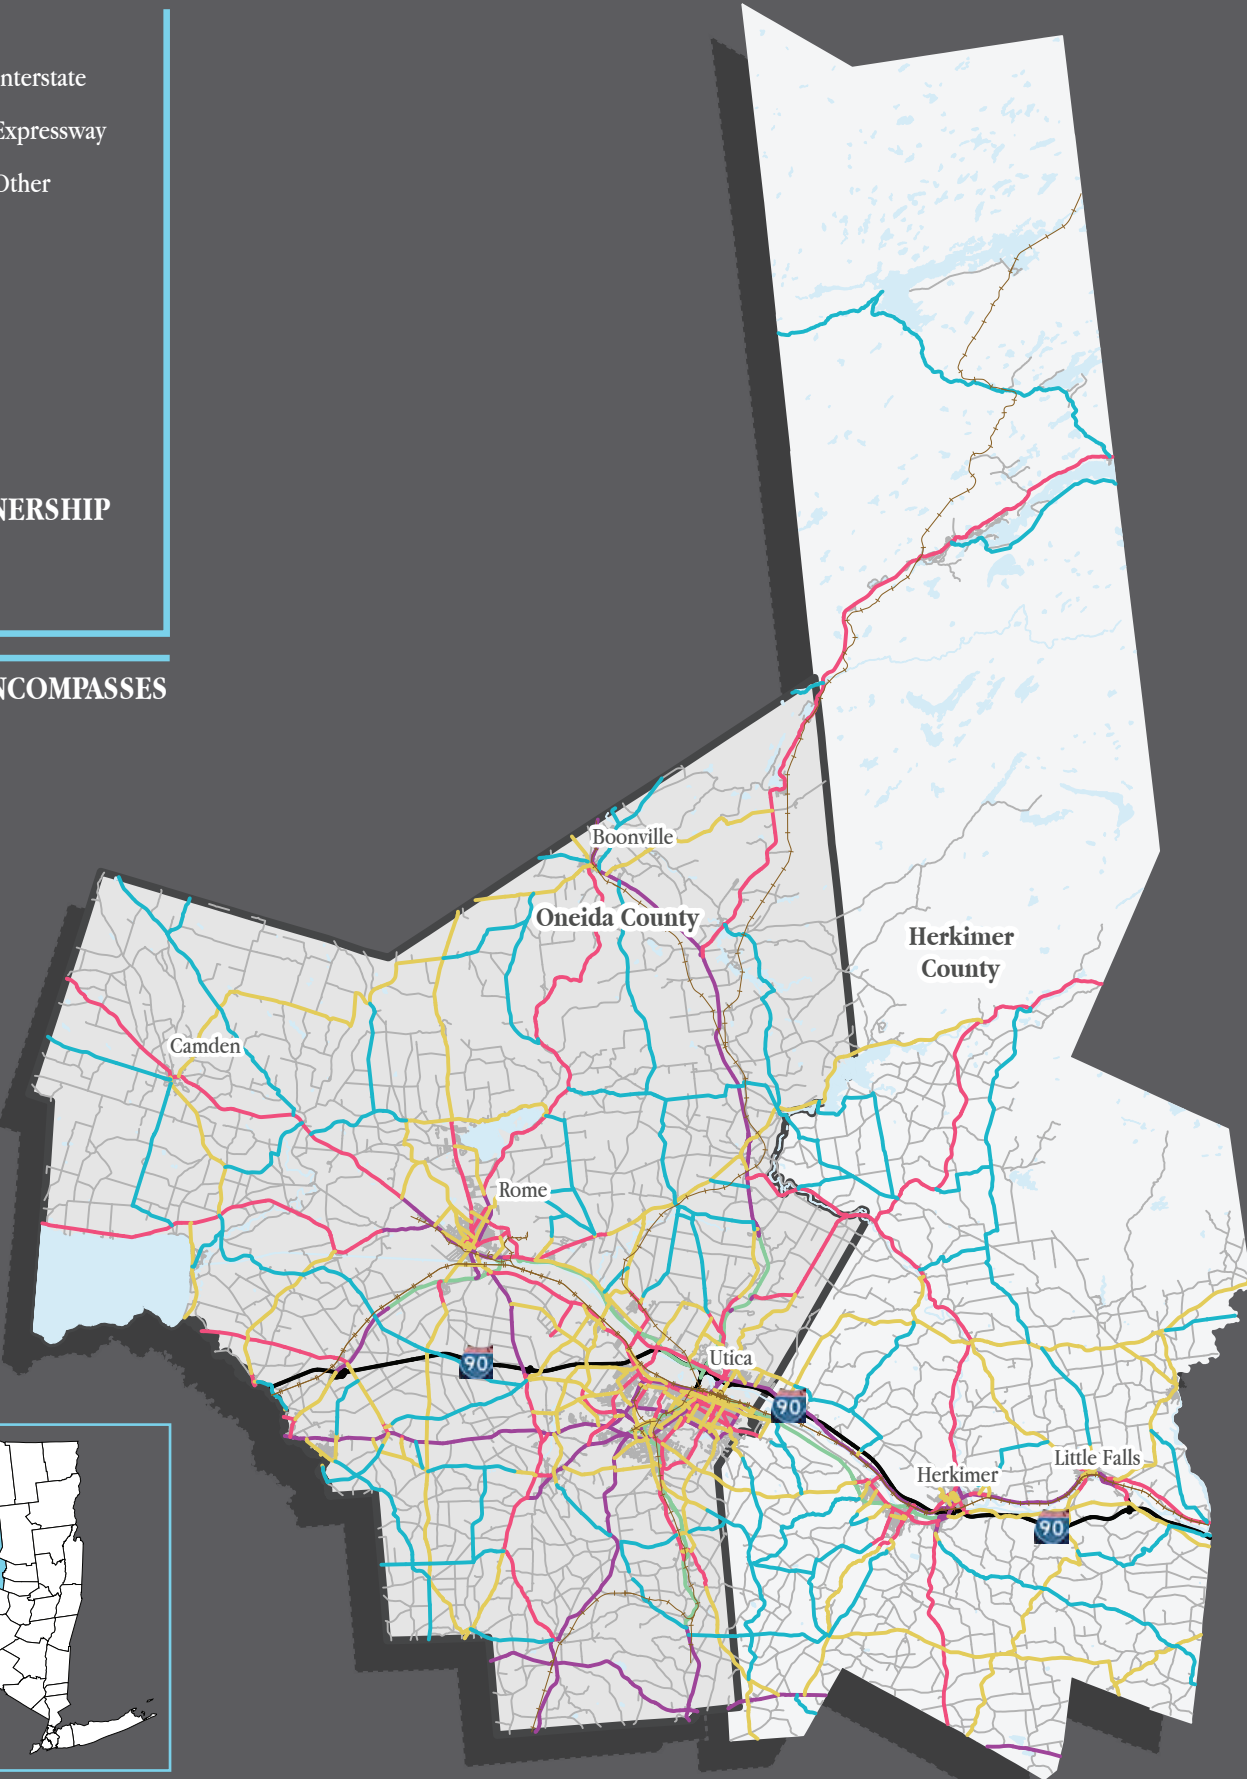 nterstate
Expressway
Other
NERSHIP
NCOMPASSES
Boonville
Oneida County
Herkimer
County
Camden
Rome
Utica
90
90
Little Falls
Herkimer
90